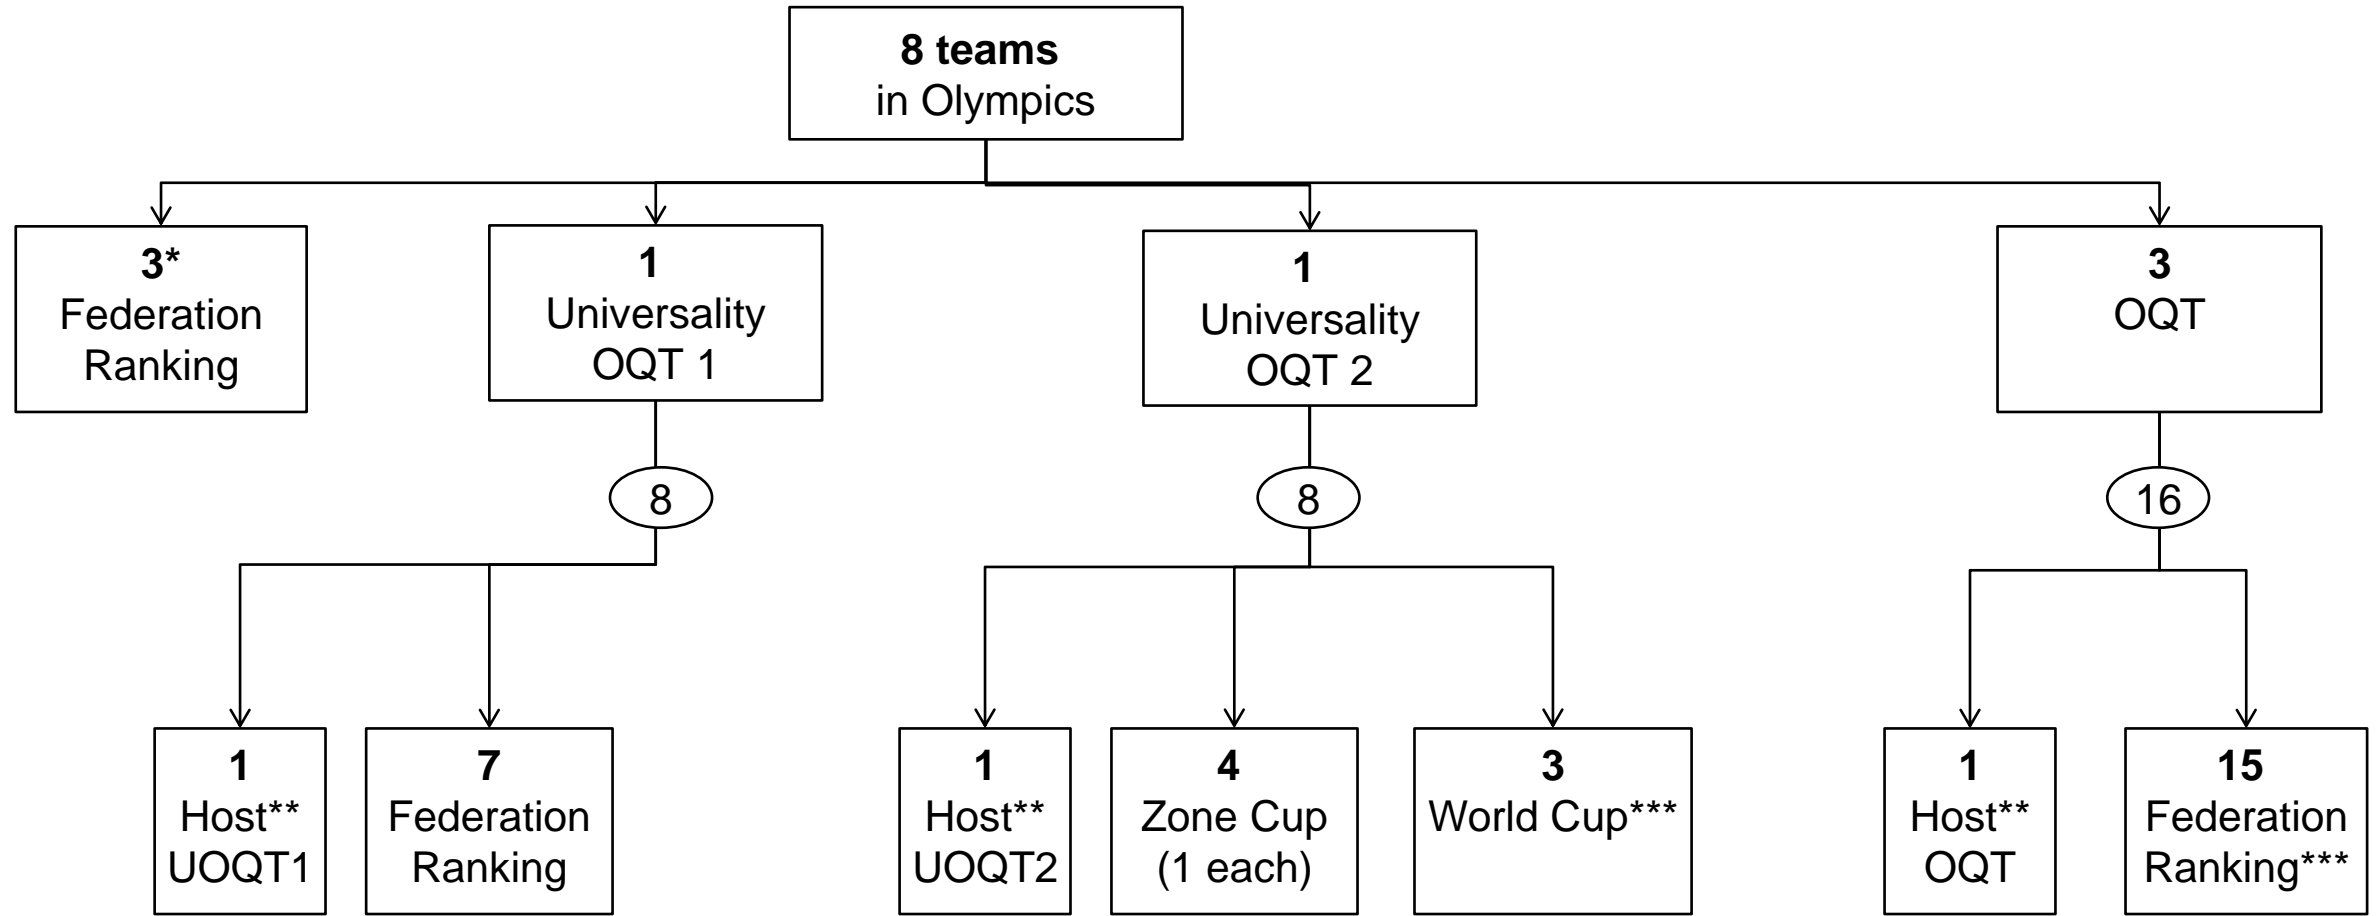 8 teams
in Olympics
3*
Federation
Ranking
1
Universality
OQT 1
1
Universality
OQT 2
3
OQT
8
8
16
1
Host**
UOQT1
7
Federation
Ranking
1
Host**
UOQT2
4
Zone Cup
(1 each)
3
World Cup***
1
Host**
OQT
15
Federation
Ranking***